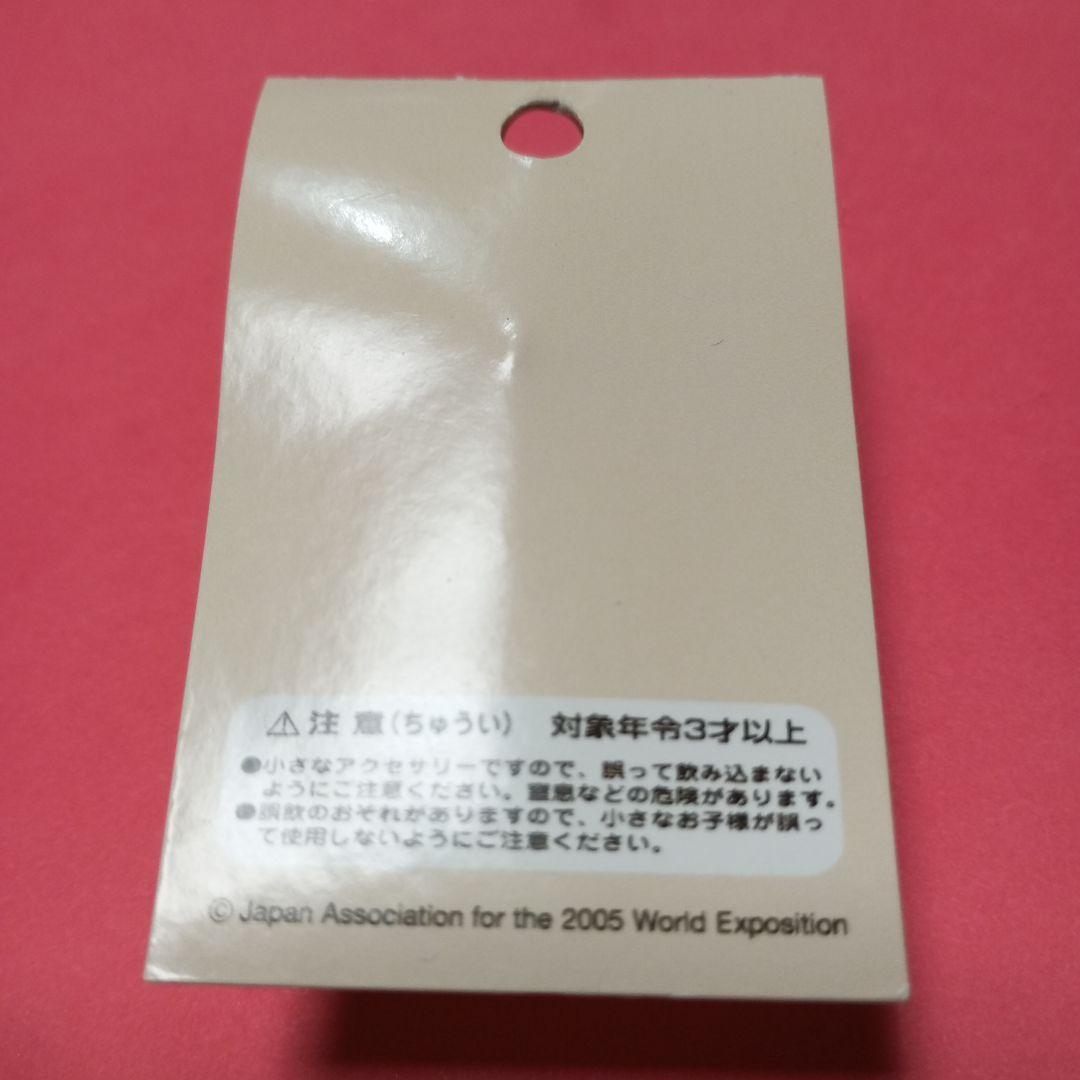 ⚠注意(ちゅうい) 対象年令3才以上
●小さなアクセサリーですので、誤って飲み込まない
ようにご注意ください。窒息などの危険があります。
●誤飲のおそれがありますので、小さなお子様が誤っ
て使用しないようにご注意ください。
© Japan Association for the 2005 World Exposition